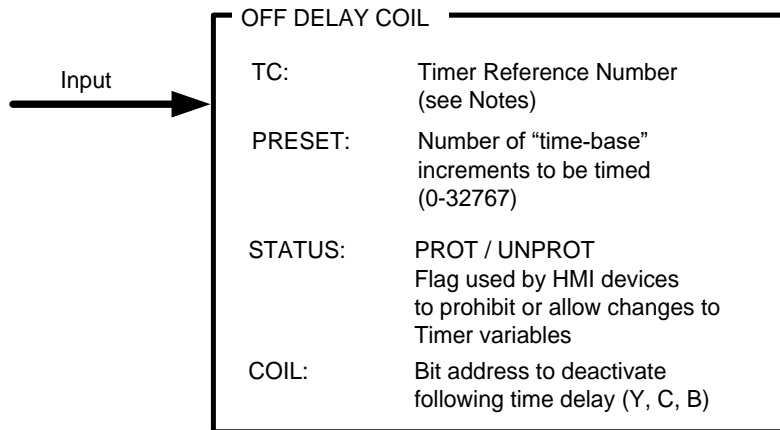 OFF DELAY COIL
Input
TC: Timer Reference Number
(see Notes)
PRESET: Number of “time-base”
increments to be timed
(0-32767)
STATUS: PROT / UNPROT
Flag used by HMI devices
to prohibit or allow changes to
Timer variables
COIL: Bit address to deactivate
following time delay (Y, C, B)